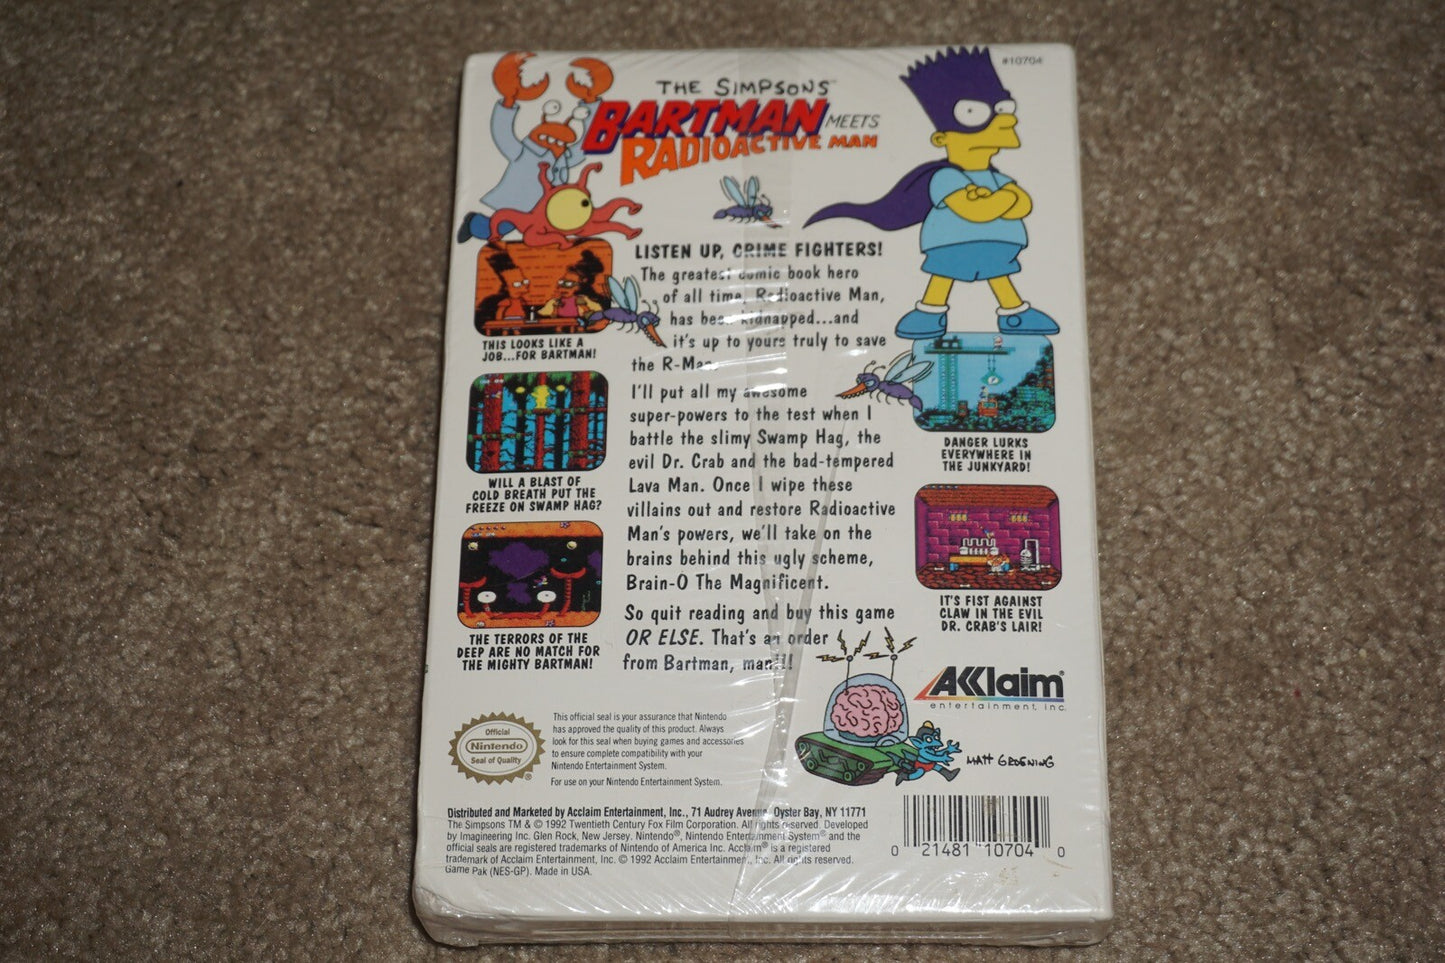 #10704
THE SIMPSONS™
BARTMAN MEETS
RADIOACTIVE MAN
LISTEN UP, CRIME FIGHTERS!
The greatest comic book hero
of all time, Radioactive Man,
has been kidnapped...and
it's up to yours truly to save
the R-Man.
I'll put all my awesome
super-powers to the test when I
battle the slimy Swamp Hag, the
evil Dr. Crab and the bad-tempered
Lava Man. Once I wipe these
villains out and restore Radioactive
Man's powers, we'll take on the
brains behind this ugly scheme,
Brain-O The Magnificent.
So quit reading and buy this game
OR ELSE. That's an order
from Bartman, man!!!
THIS LOOKS LIKE A
JOB...FOR BARTMAN!
WILL A BLAST OF
COLD BREATH PUT THE
FREEZE ON SWAMP HAG?
THE TERRORS OF THE
DEEP ARE NO MATCH FOR
THE MIGHTY BARTMAN!
DANGER LURKS
EVERYWHERE IN
THE JUNKYARD!
IT'S FIST AGAINST
CLAW IN THE EVIL
DR. CRAB'S LAIR!
AKKlaim®
entertainment, inc.
MATT GROENING
Official
Nintendo
Seal of Quality
®
This official seal is your assurance that Nintendo
has approved the quality of this product. Always
look for this seal when buying games and accessories
to ensure complete compatibility with your
Nintendo Entertainment System.
For use on your Nintendo Entertainment System.
Distributed and Marketed by Acclaim Entertainment, Inc., 71 Audrey Avenue, Oyster Bay, NY 11771
The Simpsons TM & © 1992 Twentieth Century Fox Film Corporation. All rights reserved. Developed
by Imagineering Inc. Glen Rock, New Jersey. Nintendo®, Nintendo Entertainment System® and the
official seals are registered trademarks of Nintendo of America Inc. Acclaim® is a registered
trademark of Acclaim Entertainment, Inc. © 1992 Acclaim Entertainment, Inc. All rights reserved.
Game Pak (NES-GP). Made in USA.
0 21481 10704 0